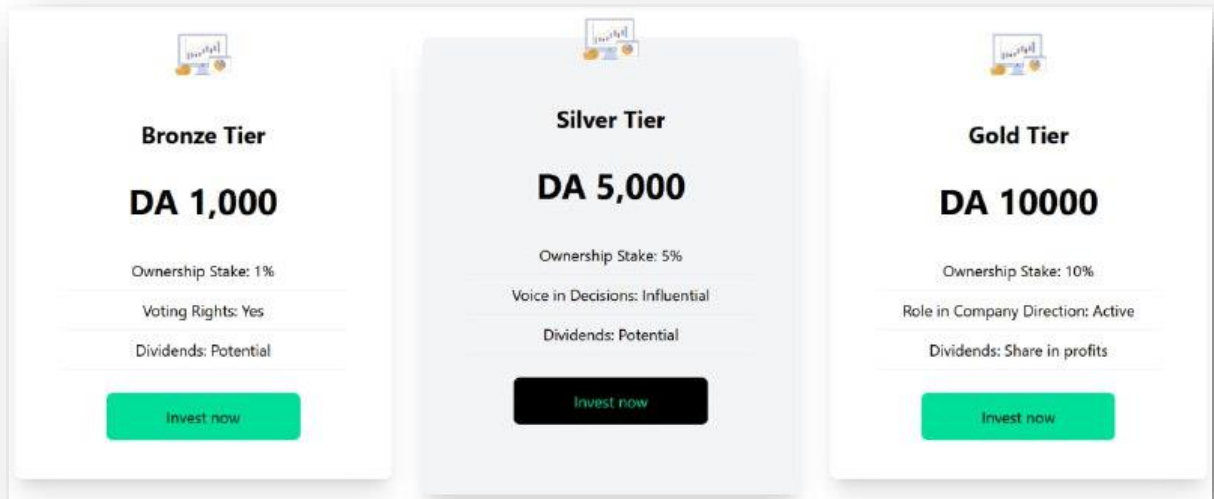 Bronze Tier
DA 1,000
Ownership Stake: 1%
Voting Rights: Yes
Dividends: Potential
Invest now
Silver Tier
DA 5,000
Ownership Stake: 5%
Voice in Decisions: Influential
Dividends: Potential
Invest now
Gold Tier
DA 10000
Ownership Stake: 10%
Role in Company Direction: Active
Dividends: Share in profits
Invest now